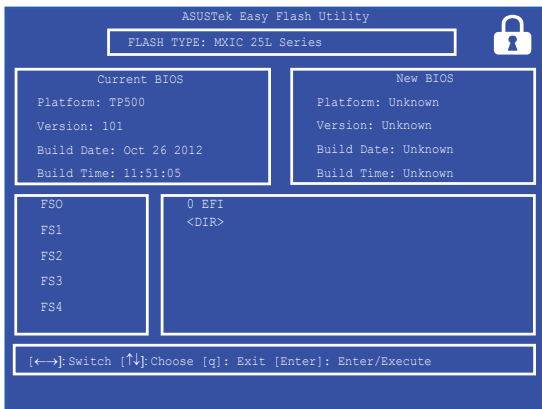 ASUSTek Easy Flash Utility
FLASH TYPE: MXIC 25L Series
Current BIOS
Platform: TP500
Version: 101
Build Date: Oct 26 2012
Build Time: 11:51:05
New BIOS
Platform: Unknown
Version: Unknown
Build Date: Unknown
Build Time: Unknown
FSO
FS1
FS2
FS3
FS4
0 EFI
<DIR>
[←→]: Switch [↑↓]: Choose [q]: Exit [Enter]: Enter/Execute